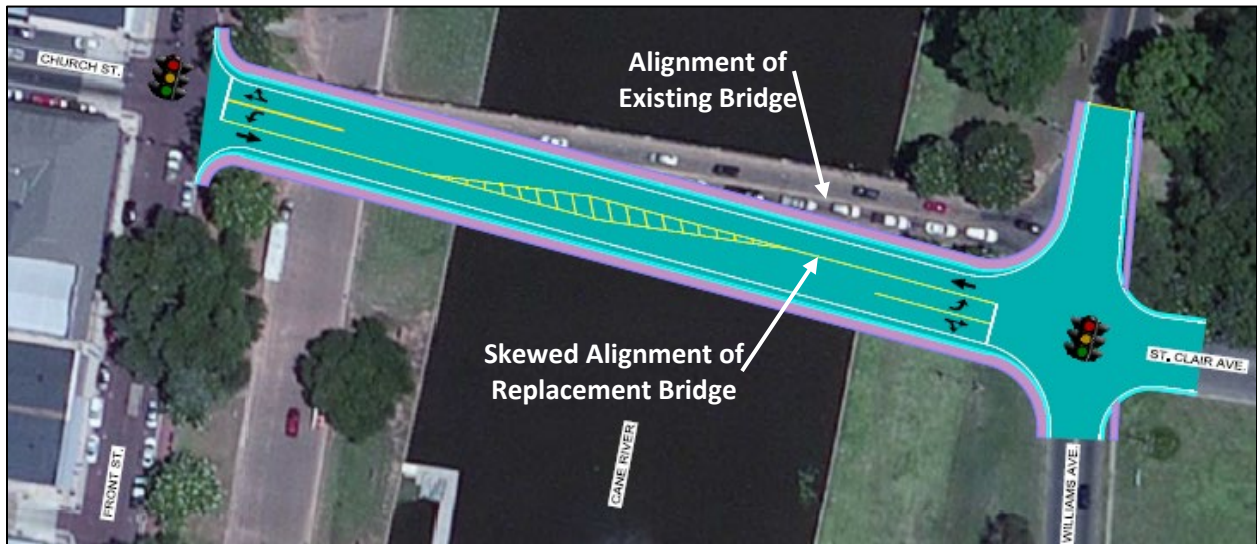 CHURCH ST.
Alignment of
Existing Bridge
ST. CLAIR AVE.
Skewed Alignment of
Replacement Bridge
FRONT ST.
CANE RIVER
WILLIAMS AVE.